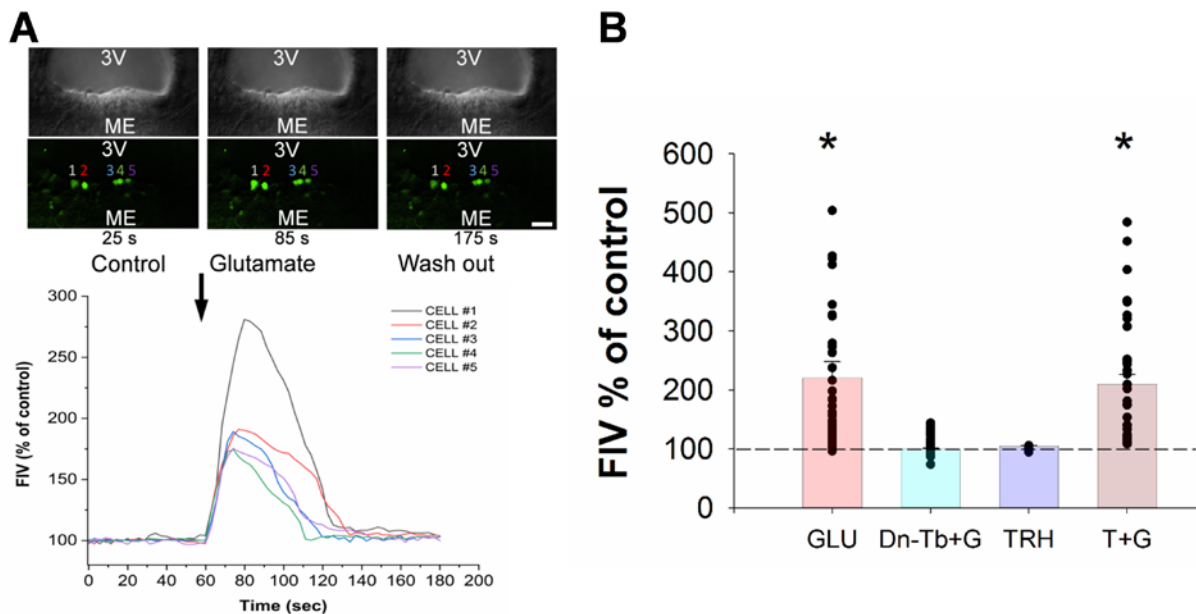 A
3V 3V 3V
ME ME ME
3V 3V 3V
1 2 3 4 5 1 2 3 4 5 1 2 3 4 5
ME ME ME
25 s 85 s 175 s
Control Glutamate Wash out
300
250
200
150
100
FIV (% of control)
CELL #1
CELL #2
CELL #3
CELL #4
CELL #5
0 20 40 60 80 100 120 140 160 180 200
Time (sec)
B
* *
600
500
400
300
200
100
0
FIV % of control
GLU Dn-Tb+G TRH T+G